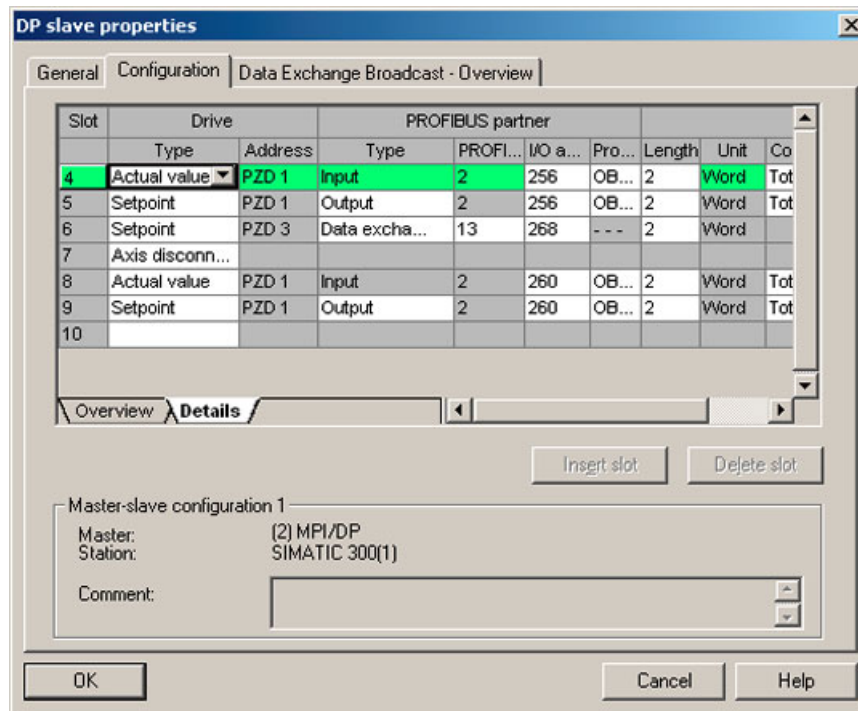 DP slave properties
General Configuration Data Exchange Broadcast - Overview
Slot Drive PROFIBUS partner
Type Address Type PROFI... I/O a... Pro... Length Unit Co
4 Actual value PZD 1 Input 2 256 OB... 2 Word Tot
5 Setpoint PZD 1 Output 2 256 OB... 2 Word Tot
6 Setpoint PZD 3 Data excha... 13 268 - - - 2 Word
7 Axis disconn...
8 Actual value PZD 1 Input 2 260 OB... 2 Word Tot
9 Setpoint PZD 1 Output 2 260 OB... 2 Word Tot
10
Overview Details
Insert slot Delete slot
Master-slave configuration 1
Master: (2) MPI/DP
Station: SIMATIC 300(1)
Comment:
OK Cancel Help